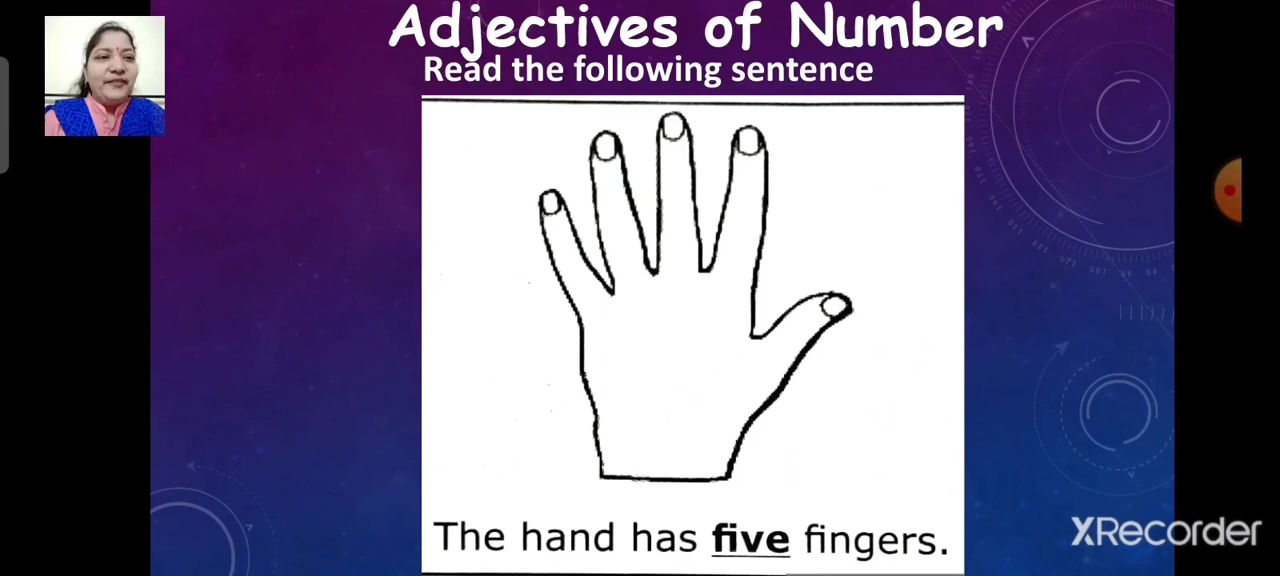 Adjectives of Number
Read the following sentence
The hand has five fingers.
XRecorder